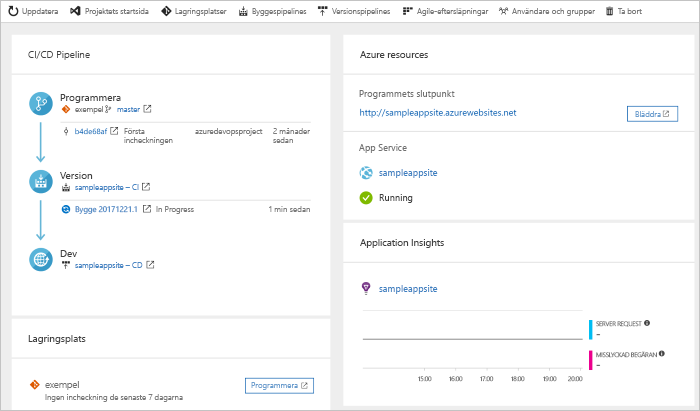 Uppdatera Projektets startsida Lagringsplatser Byggespipelines Versionspipelines Agile-eftersläpningar Användare och grupper Ta bort
CI/CD Pipeline
Programmera
exempel master
b4de68af Första incheckningen azuredevopsproject 2 månader sedan
Version
sampleappsite – CI
Bygge 20171221.1 In Progress 1 min sedan
Dev
sampleappsite – CD
Lagringsplats
exempel
Ingen incheckning de senaste 7 dagarna
Programmera
Azure resources
Programmets slutpunkt
http://sampleappsite.azurewebsites.net
Bläddra
App Service
sampleappsite
Running
Application Insights
sampleappsite
SERVER REQUEST
--
MISSLYCKAD BEGÄRAN
--
15:00 16:00 17:00 18:00 19:00 20:00